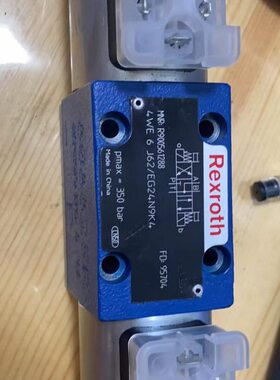 Rexroth
MNR: R900561288
4WE 6 J62/EG24N9K4
A B
a
b
P T
FD: 95704
pmax = 350 bar
Made in China